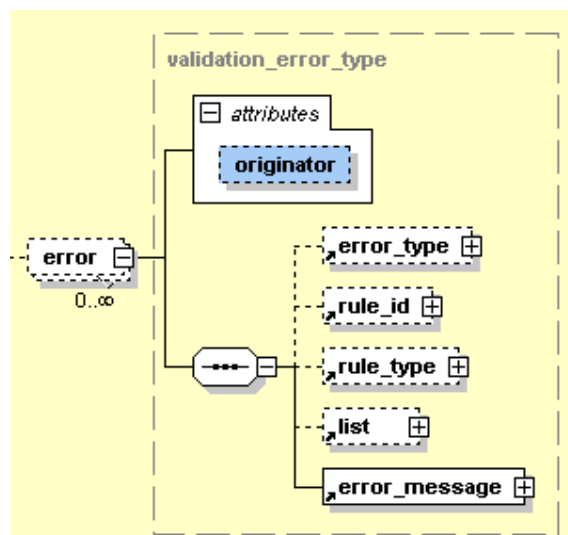 validation_error_type
attributes
originator
error
0..∞
error_type
rule_id
rule_type
list
error_message